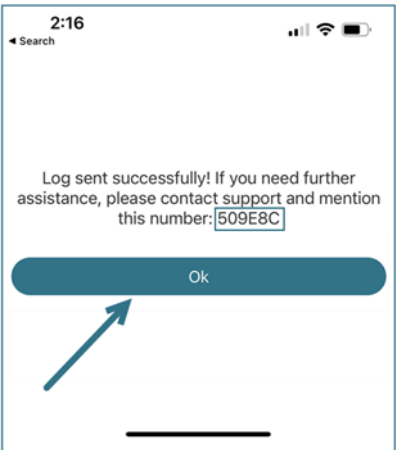 2:16
◄ Search
Log sent successfully! If you need further
assistance, please contact support and mention
this number: 509E8C
Ok